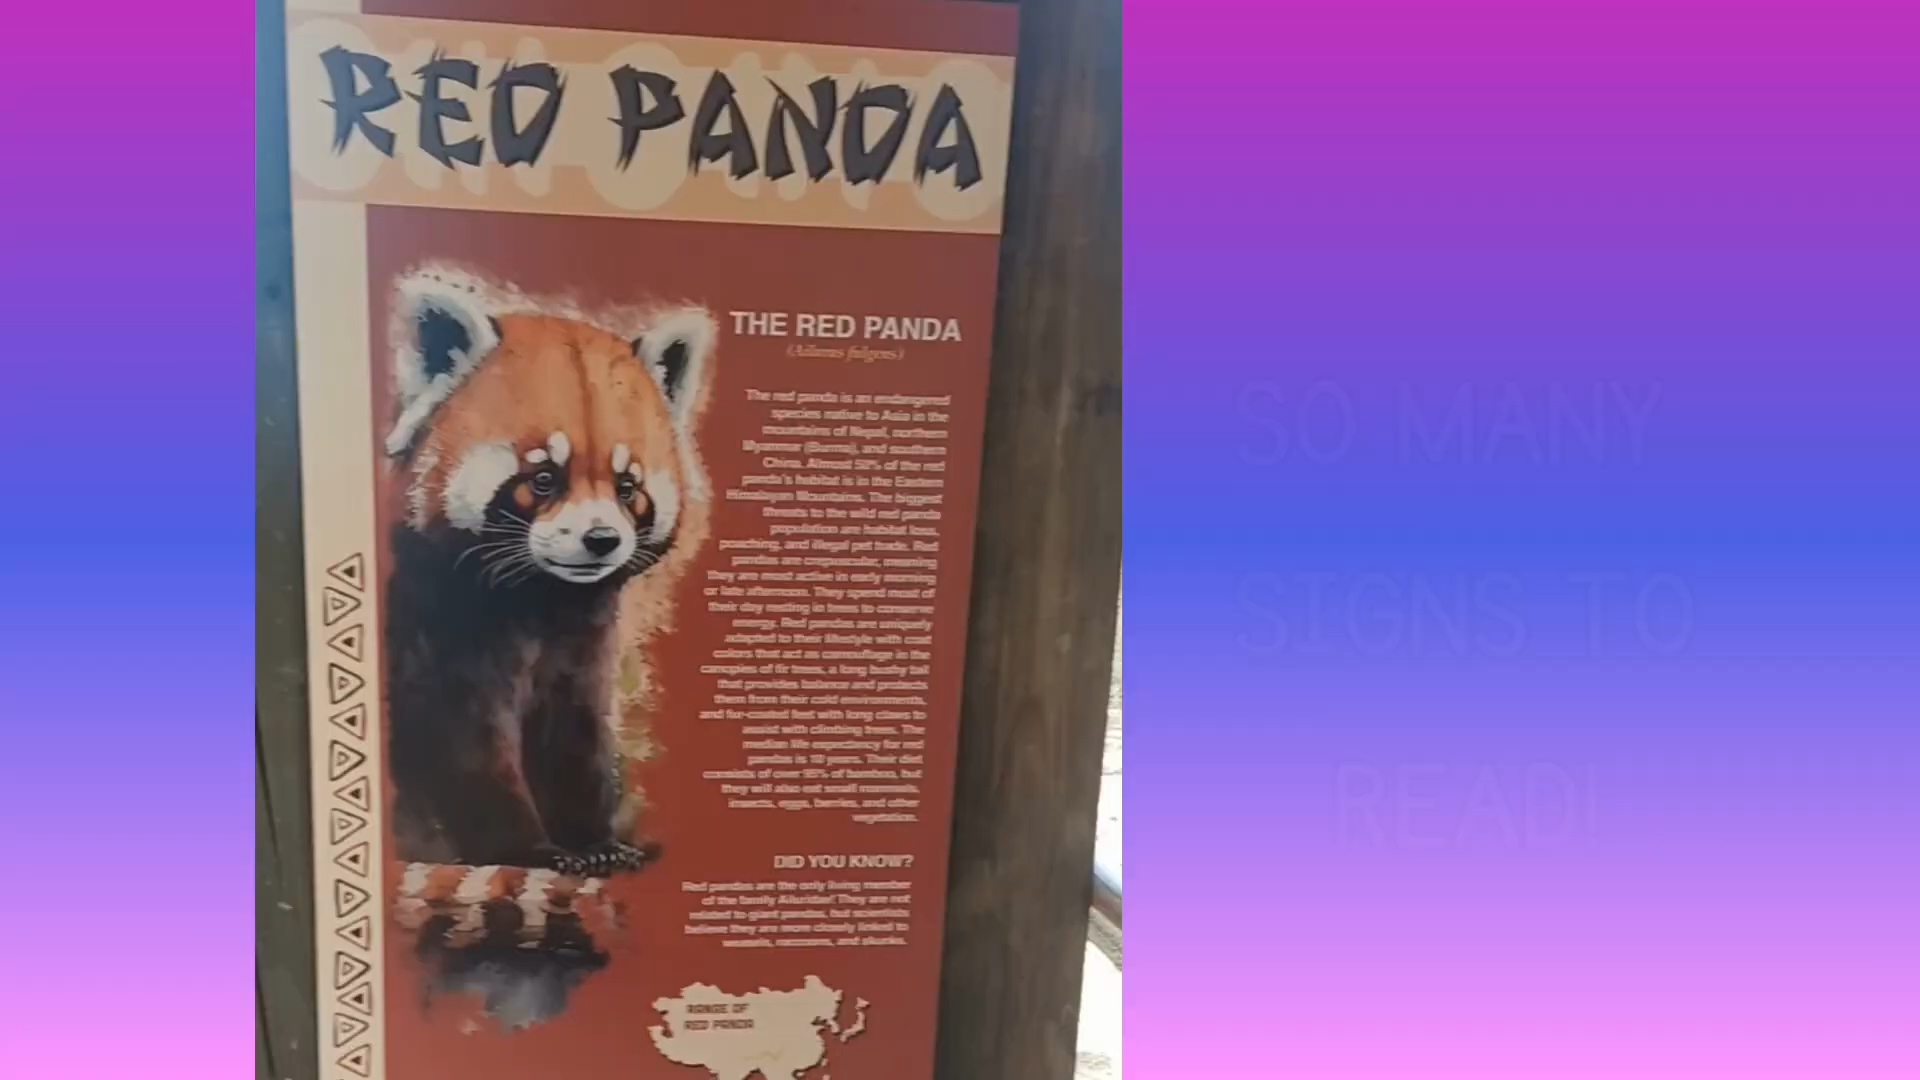 RED PANDA
THE RED PANDA
(Ailurus fulgens)
The red panda is an endangered
species native to Asia in the
mountains of Nepal, northern
Myanmar (Burma), and southern
China. Almost 50% of the red
panda's habitat is in the Eastern
Himalayan Mountains. The biggest
threats to the wild red panda
population are habitat loss,
poaching, and illegal pet trade. Red
pandas are crepuscular, meaning
they are most active in early morning
or late afternoon. They spend most of
their day resting in trees to conserve
energy. Red pandas are uniquely
adapted to their lifestyle with coat
colors that act as camouflage in the
canopies of fir trees, a long bushy tail
that provides balance and protects
them from their cold environments,
and fur-coated feet with long claws to
assist with climbing trees. The
median life expectancy for red
pandas is 10 years. Their diet
consists of over 95% of bamboo, but
they will also eat small mammals,
insects, eggs, berries, and other
vegetation.
DID YOU KNOW?
Red pandas are the only living member
of the family Ailuridae! They are not
related to giant pandas, but scientists
believe they are more closely linked to
weasels, raccoons, and skunks.
RANGE OF
RED PANDA
SO MANY
SIGNS TO
READ!